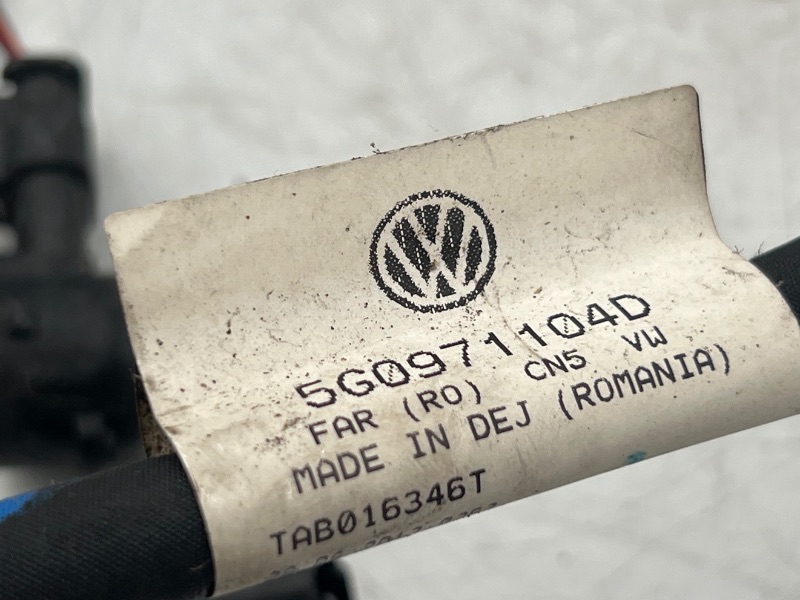 5G0971104D
FAR (RO) CN5 VW
MADE IN DEJ (ROMANIA)
TAB016346T